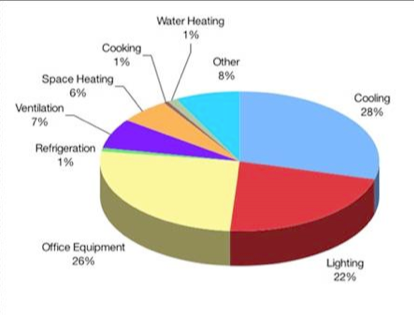 Water Heating
1%
Cooking
1%
Other
8%
Space Heating
6%
Cooling
28%
Ventilation
7%
Refrigeration
1%
Office Equipment
26%
Lighting
22%